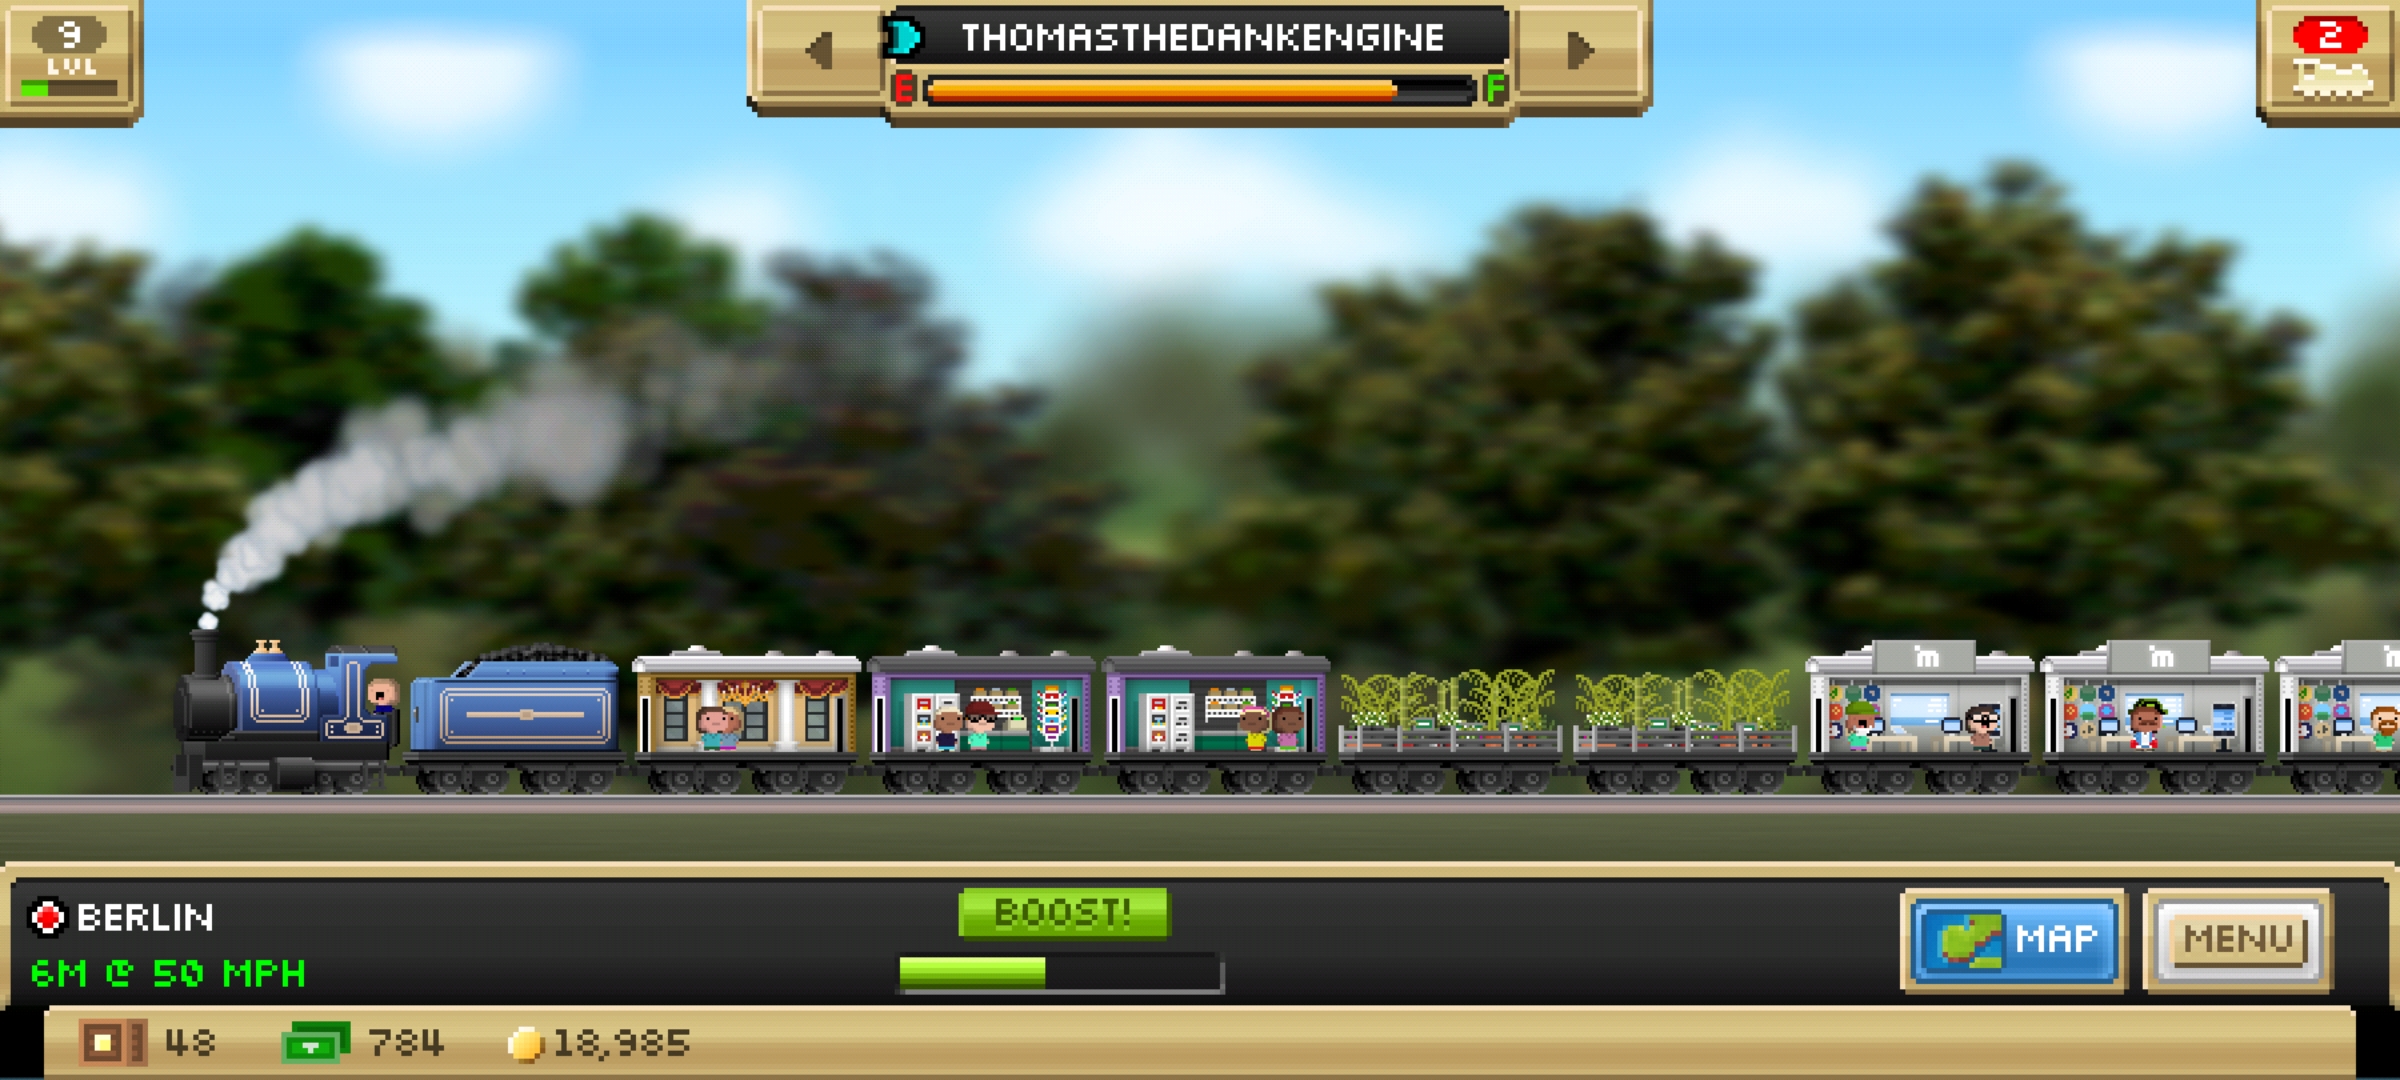 9
LVL
THOMASTHEDANKENGINE
E
F
2
m
m
BERLIN
6M @ 50 MPH
BOOST!
MAP
MENU
48
784
18,985